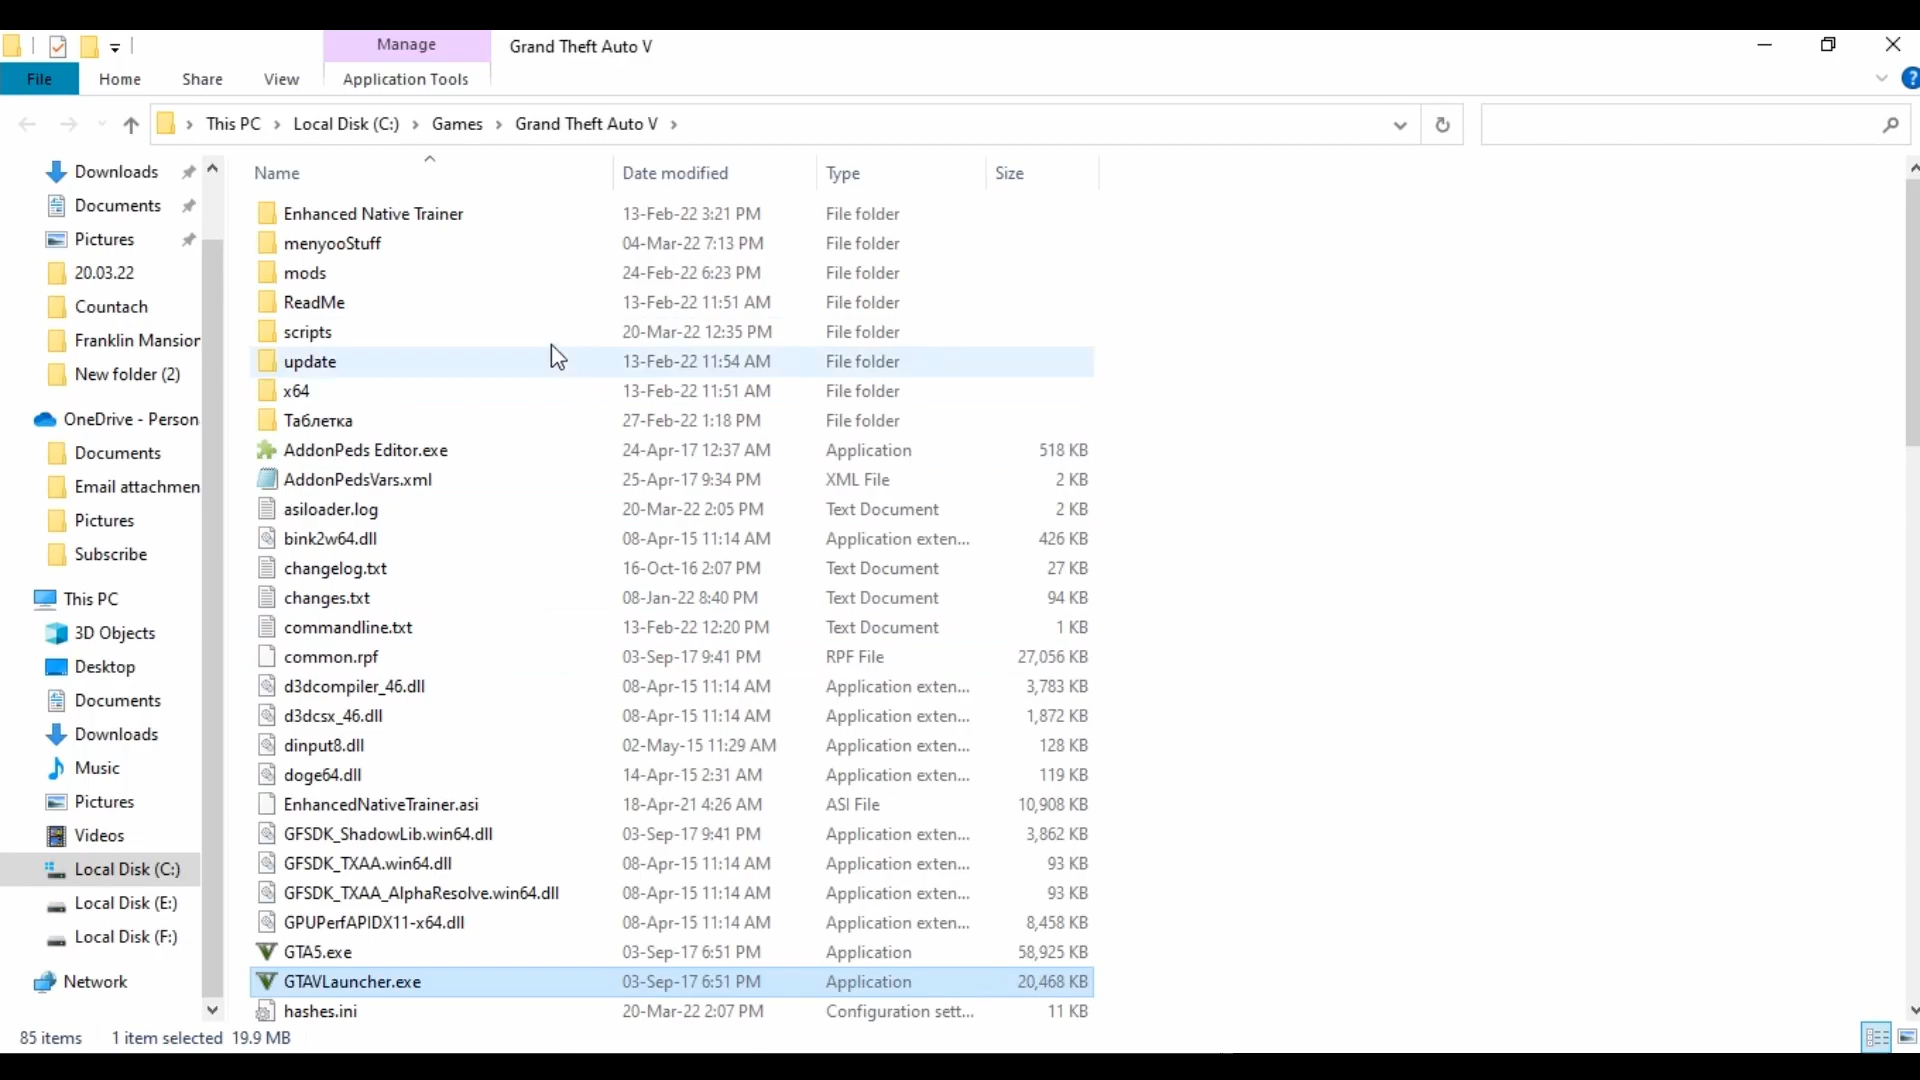 Manage
Grand Theft Auto V
File
Home
Share
View
Application Tools
This PC
Local Disk (C:)
Games
Grand Theft Auto V
Downloads
Documents
Pictures
20.03.22
Countach
Franklin Mansion
New folder (2)
OneDrive - Person
Documents
Email attachmen
Pictures
Subscribe
This PC
3D Objects
Desktop
Documents
Downloads
Music
Pictures
Videos
Local Disk (C:)
Local Disk (E:)
Local Disk (F:)
Network
Name Date modified Type Size
Enhanced Native Trainer 13-Feb-22 3:21 PM File folder
menyooStuff 04-Mar-22 7:13 PM File folder
mods 24-Feb-22 6:23 PM File folder
ReadMe 13-Feb-22 11:51 AM File folder
scripts 20-Mar-22 12:35 PM File folder
update 13-Feb-22 11:54 AM File folder
x64 13-Feb-22 11:51 AM File folder
Таблетка 27-Feb-22 1:18 PM File folder
AddonPeds Editor.exe 24-Apr-17 12:37 AM Application 518 KB
AddonPedsVars.xml 25-Apr-17 9:34 PM XML File 2 KB
asiloader.log 20-Mar-22 2:05 PM Text Document 2 KB
bink2w64.dll 08-Apr-15 11:14 AM Application exten... 426 KB
changelog.txt 16-Oct-16 2:07 PM Text Document 27 KB
changes.txt 08-Jan-22 8:40 PM Text Document 94 KB
commandline.txt 13-Feb-22 12:20 PM Text Document 1 KB
common.rpf 03-Sep-17 9:41 PM RPF File 27,056 KB
d3dcompiler_46.dll 08-Apr-15 11:14 AM Application exten... 3,783 KB
d3dcsx_46.dll 08-Apr-15 11:14 AM Application exten... 1,872 KB
dinput8.dll 02-May-15 11:29 AM Application exten... 128 KB
doge64.dll 14-Apr-15 2:31 AM Application exten... 119 KB
EnhancedNativeTrainer.asi 18-Apr-21 4:26 AM ASI File 10,908 KB
GFSDK_ShadowLib.win64.dll 03-Sep-17 9:41 PM Application exten... 3,862 KB
GFSDK_TXAA.win64.dll 08-Apr-15 11:14 AM Application exten... 93 KB
GFSDK_TXAA_AlphaResolve.win64.dll 08-Apr-15 11:14 AM Application exten... 93 KB
GPUPerfAPIDX11-x64.dll 08-Apr-15 11:14 AM Application exten... 8,458 KB
GTA5.exe 03-Sep-17 6:51 PM Application 58,925 KB
GTAVLauncher.exe 03-Sep-17 6:51 PM Application 20,468 KB
hashes.ini 20-Mar-22 2:07 PM Configuration sett... 11 KB
85 items 1 item selected 19.9 MB